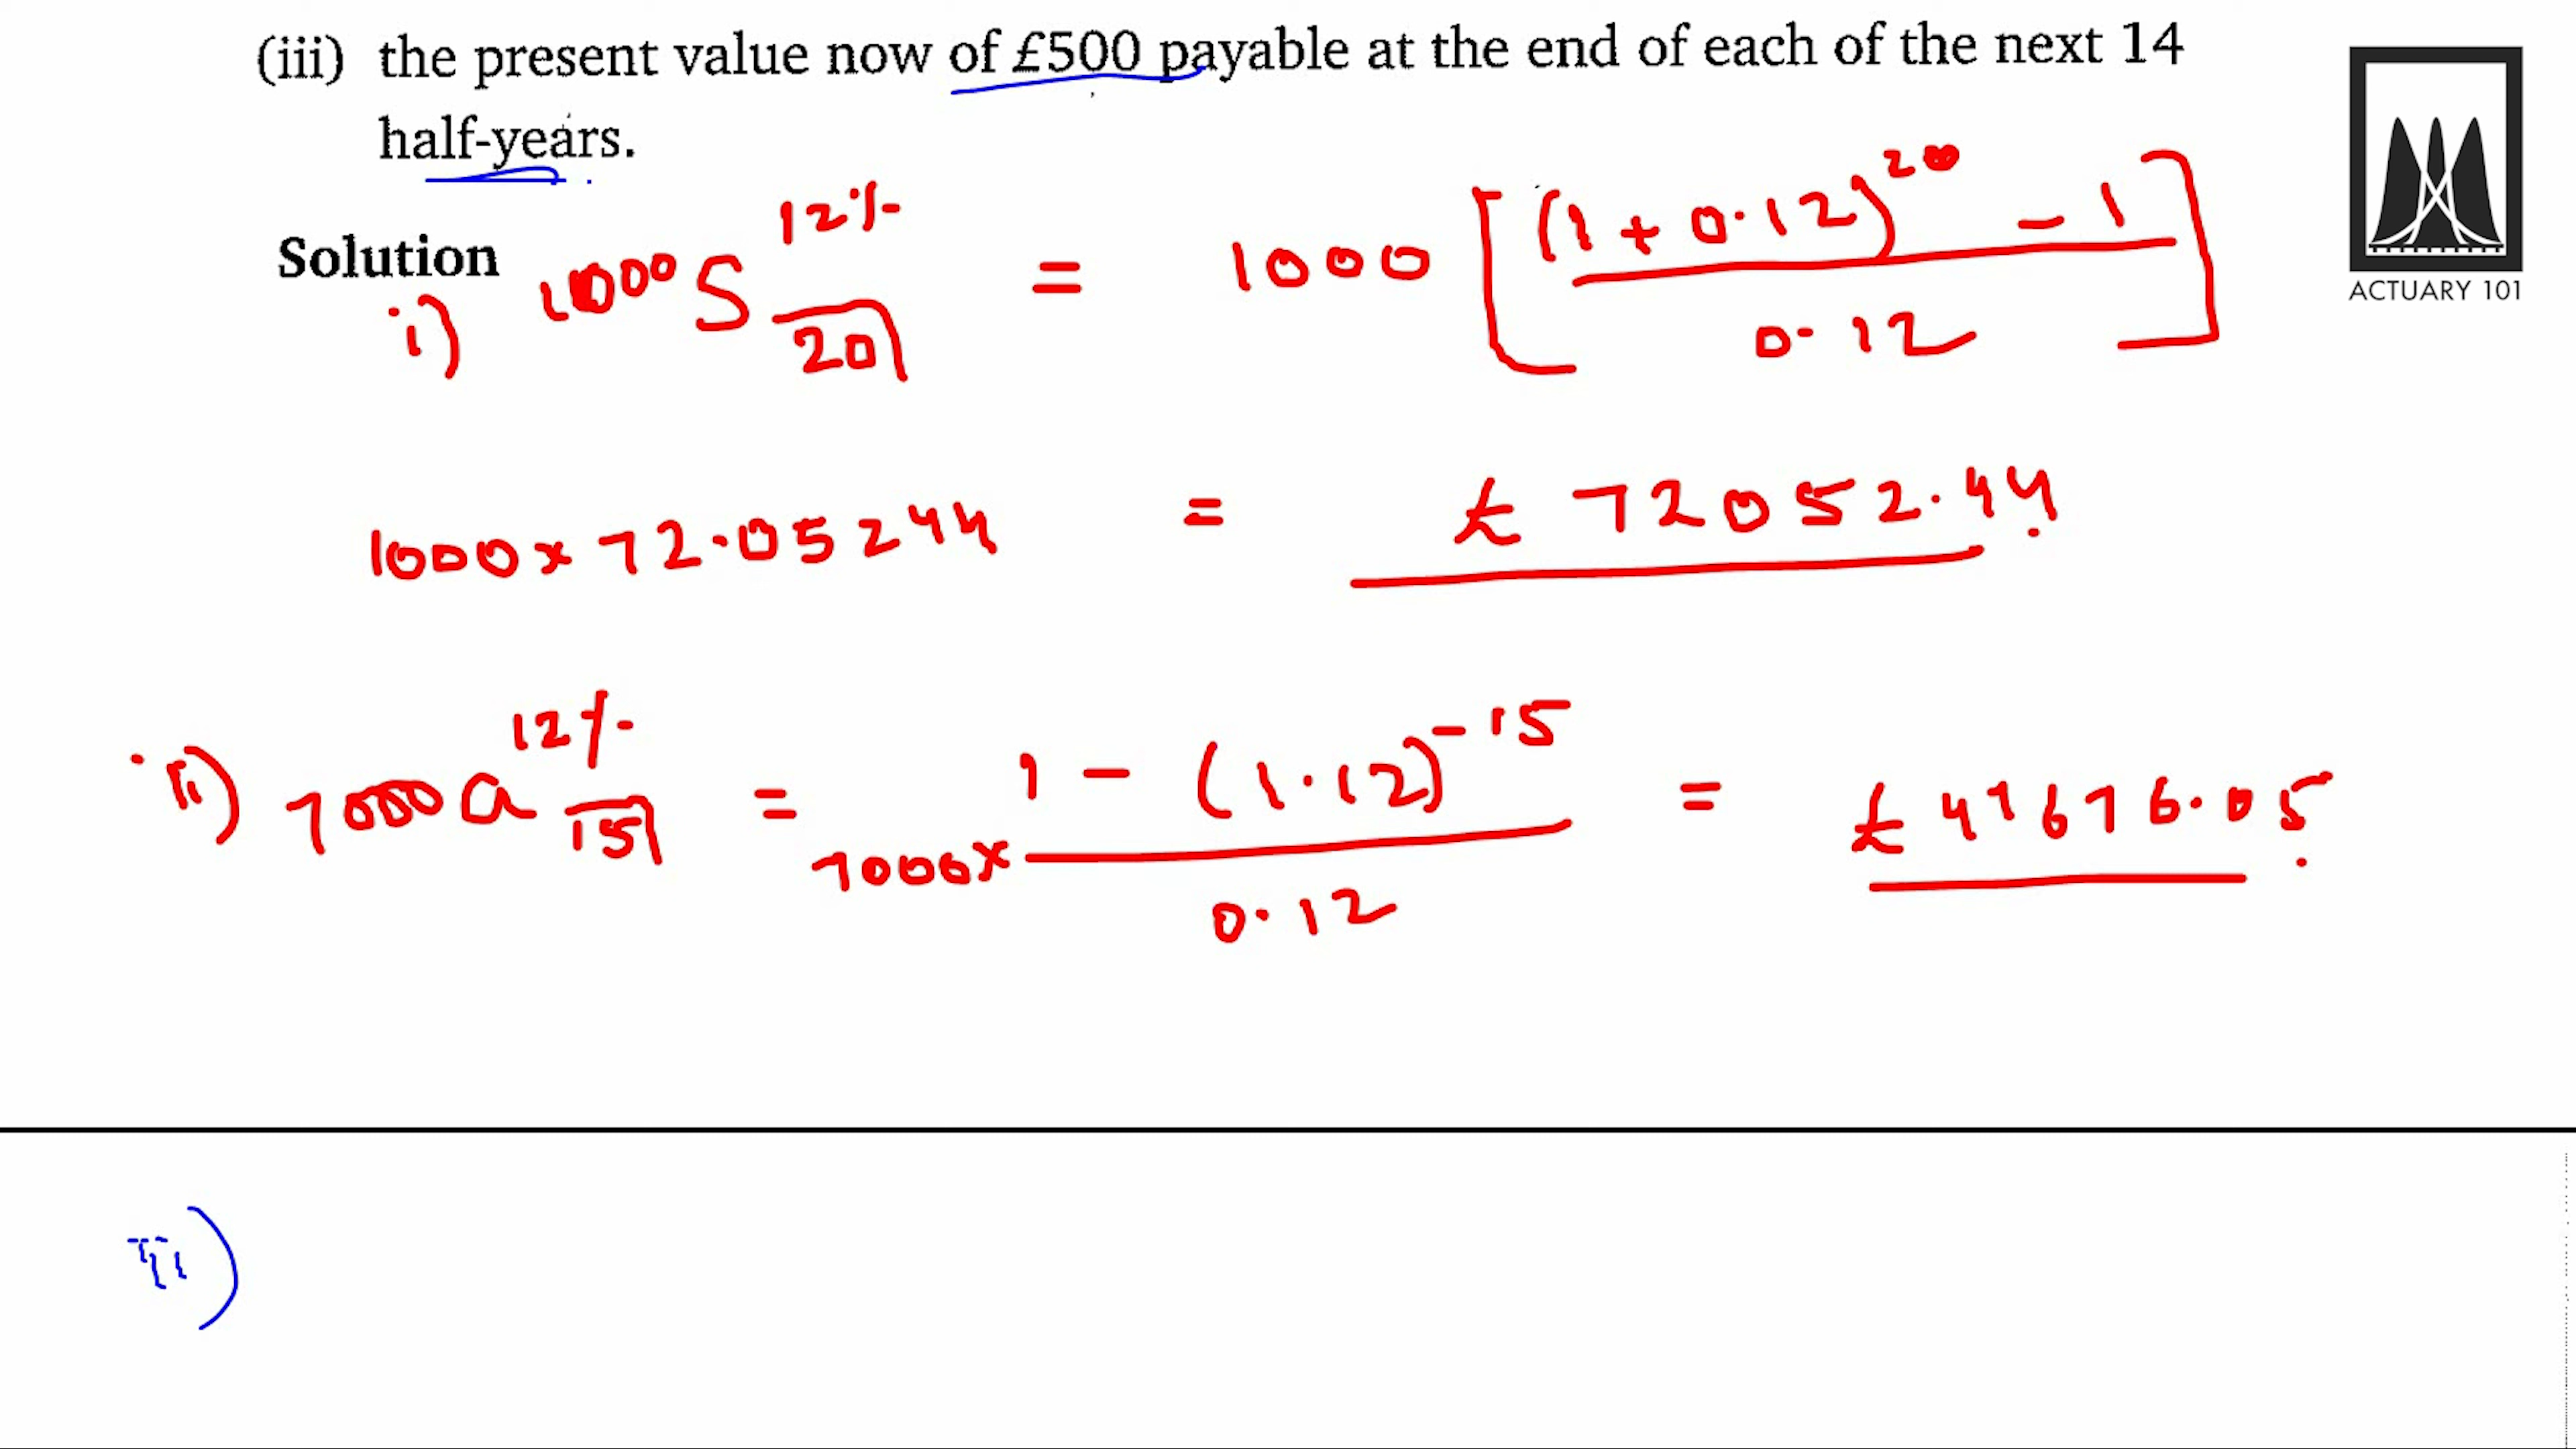 (iii) the present value now of £500 payable at the end of each of the next 14
half-years.
ACTUARY 101
Solution
i) 1000 S 20 12% = 1000 [ (1 + 0.12)^20 - 1 / 0.12 ]
1000 × 72.05244 = £ 72052.44
ii) 7000 a 15 12% = 7000 × 1 - (1.12)^-15 / 0.12 = £ 47676.05
iii)